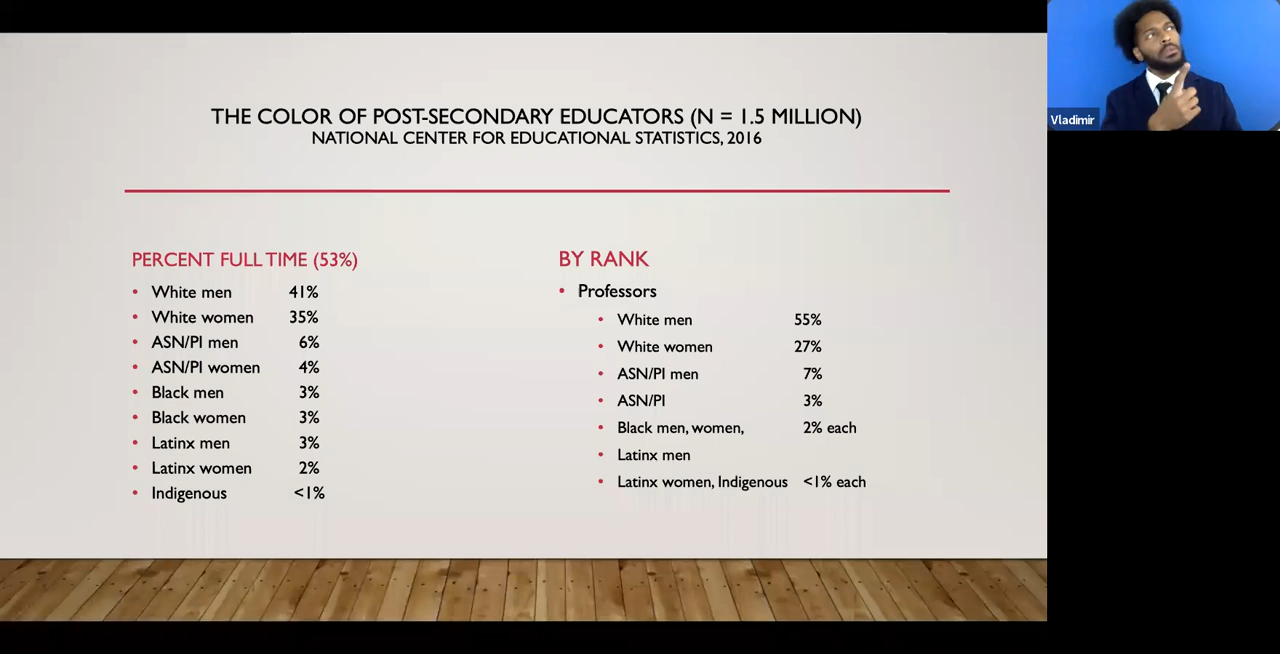 THE COLOR OF POST-SECONDARY EDUCATORS (N = 1.5 MILLION)
NATIONAL CENTER FOR EDUCATIONAL STATISTICS, 2016
PERCENT FULL TIME (53%)
• White men 41%
• White women 35%
• ASN/PI men 6%
• ASN/PI women 4%
• Black men 3%
• Black women 3%
• Latinx men 3%
• Latinx women 2%
• Indigenous <1%
BY RANK
• Professors
• White men 55%
• White women 27%
• ASN/PI men 7%
• ASN/PI 3%
• Black men, women, 2% each
• Latinx men
• Latinx women, Indigenous <1% each
Vladimir